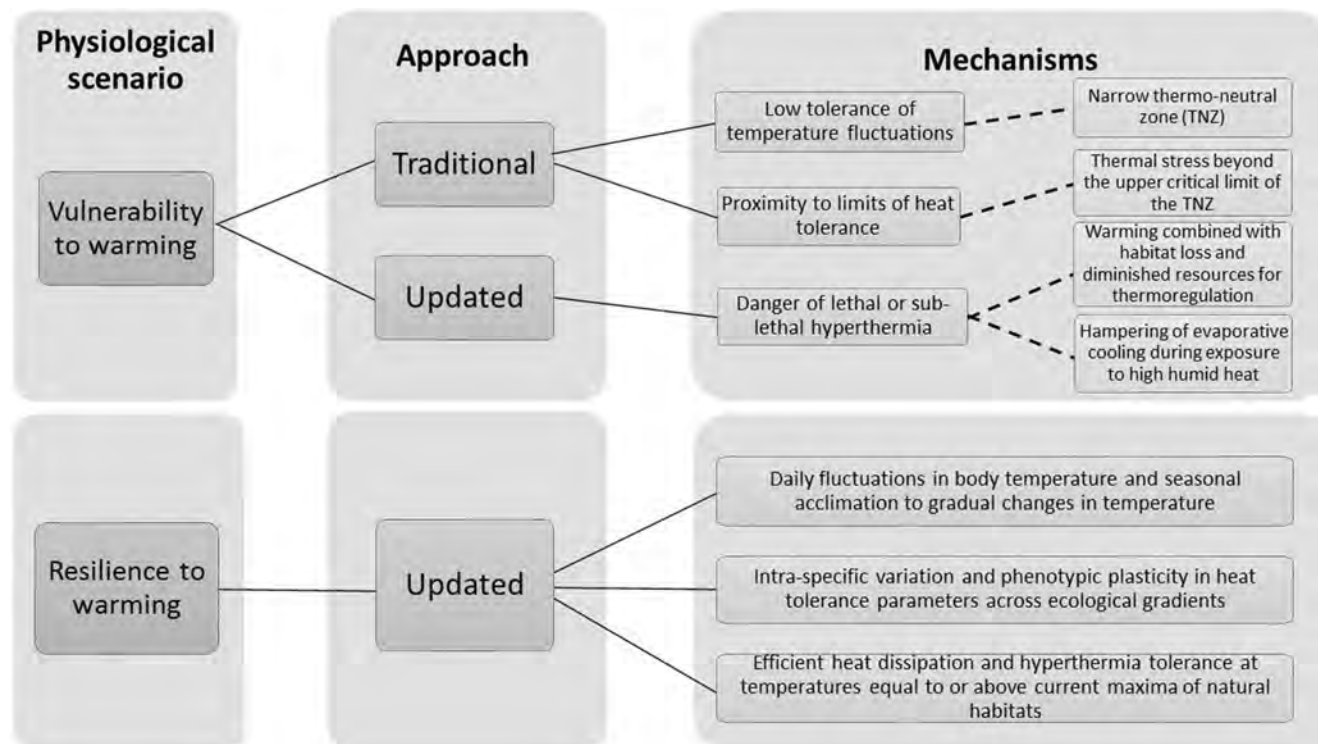 Physiological
scenario
Approach
Mechanisms
Vulnerability
to warming
Traditional
Updated
Low tolerance of
temperature fluctuations
Narrow thermo-neutral
zone (TNZ)
Proximity to limits of heat
tolerance
Thermal stress beyond
the upper critical limit of
the TNZ
Danger of lethal or sub-
lethal hyperthermia
Warming combined with
habitat loss and
diminished resources for
thermoregulation
Hampering of evaporative
cooling during exposure
to high humid heat
Resilience to
warming
Updated
Daily fluctuations in body temperature and seasonal
acclimation to gradual changes in temperature
Intra-specific variation and phenotypic plasticity in heat
tolerance parameters across ecological gradients
Efficient heat dissipation and hyperthermia tolerance at
temperatures equal to or above current maxima of natural
habitats